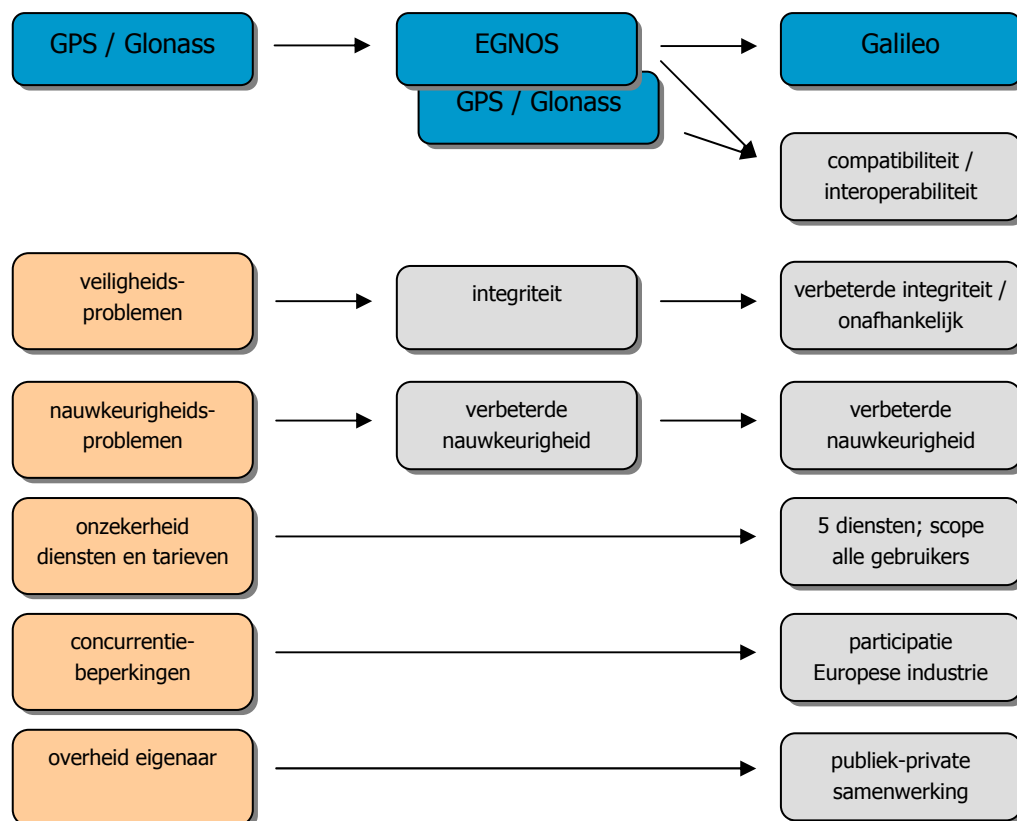 GPS / Glonass
EGNOS
Galileo
GPS / Glonass
compatibiliteit /
interoperabiliteit
veiligheids-
problemen
integriteit
verbeterde integriteit /
onafhankelijk
nauwkeurigheids-
problemen
verbeterde
nauwkeurigheid
verbeterde
nauwkeurigheid
onzekerheid
diensten en tarieven
5 diensten; scope
alle gebruikers
concurrentie-
beperkingen
participatie
Europese industrie
overheid eigenaar
publiek-private
samenwerking